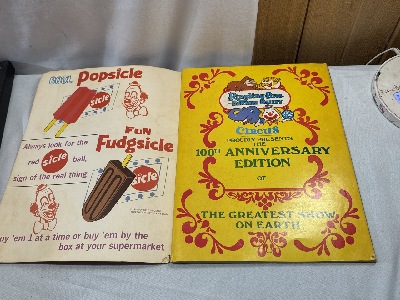 COOL Popsicle
sicle
FUN
Fudgsicle
Always look for the
red sicle ball,
sign of the real thing.
sicle
Buy 'em 1 at a time or buy 'em by the
box at your supermarket
Ringling Bros.
Barnum & Bailey
Circus
PROUDLY PRESENTS
THE
100TH ANNIVERSARY
EDITION
OF
THE GREATEST SHOW
ON EARTH